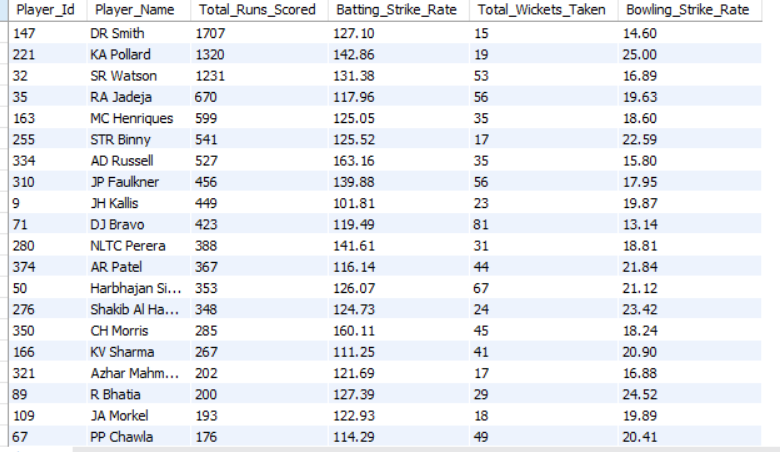 Player_Id Player_Name Total_Runs_Scored Batting_Strike_Rate Total_Wickets_Taken Bowling_Strike_Rate
147 DR Smith 1707 127.10 15 14.60
221 KA Pollard 1320 142.86 19 25.00
32 SR Watson 1231 131.38 53 16.89
35 RA Jadeja 670 117.96 56 19.63
163 MC Henriques 599 125.05 35 18.60
255 STR Binny 541 125.52 17 22.59
334 AD Russell 527 163.16 35 15.80
310 JP Faulkner 456 139.88 56 17.95
9 JH Kallis 449 101.81 23 19.87
71 DJ Bravo 423 119.49 81 13.14
280 NLTC Perera 388 141.61 31 18.81
374 AR Patel 367 116.14 44 21.84
50 Harbhajan Si... 353 126.07 67 21.12
276 Shakib Al Ha... 348 124.73 24 23.42
350 CH Morris 285 160.11 45 18.24
166 KV Sharma 267 111.25 41 20.90
321 Azhar Mahm... 202 121.69 17 16.88
89 R Bhatia 200 127.39 29 24.52
109 JA Morkel 193 122.93 18 19.89
67 PP Chawla 176 114.29 49 20.41